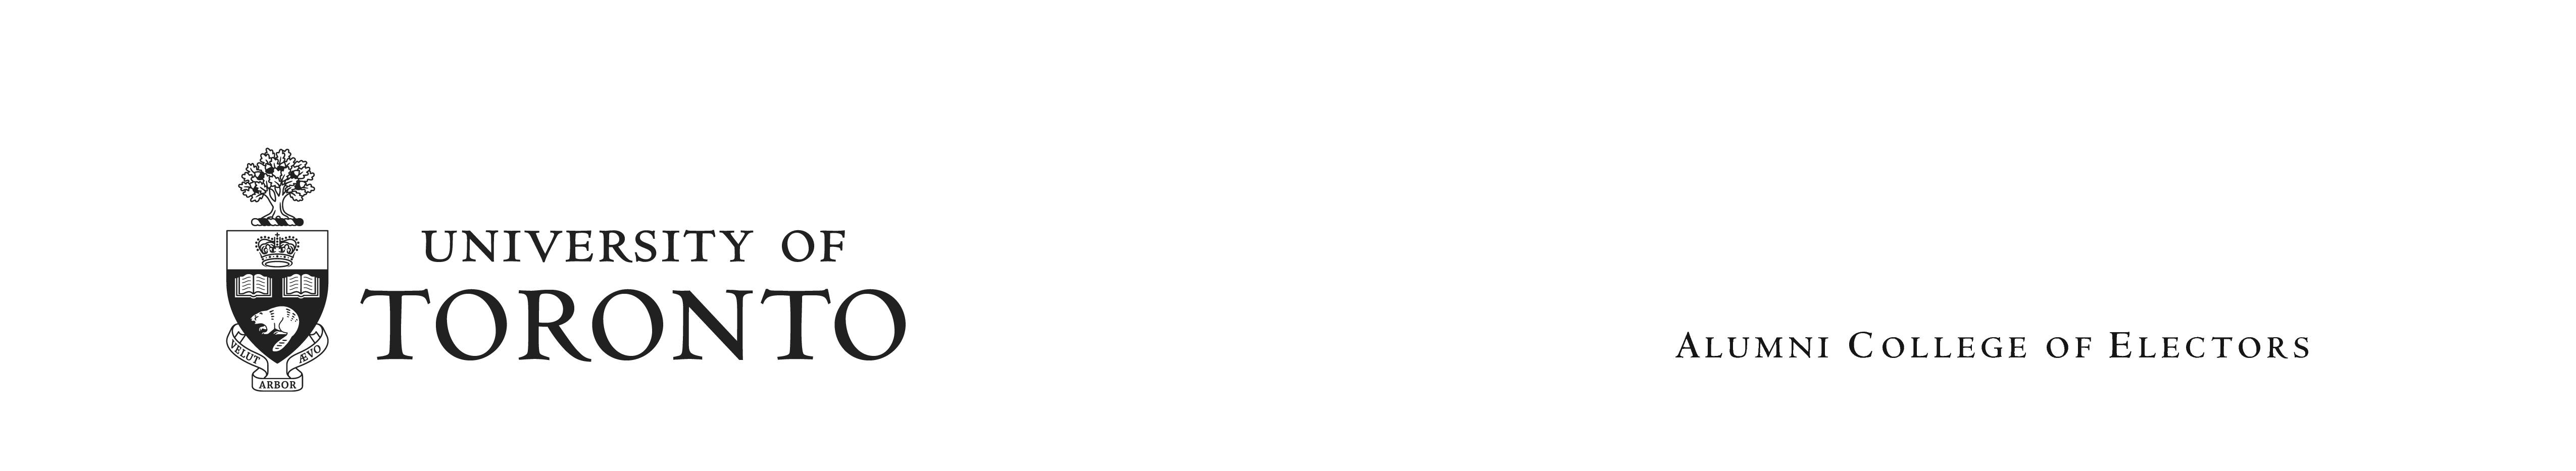 UNIVERSITY OF
TORONTO
VELUT ARBOR ÆVO
ALUMNI COLLEGE OF ELECTORS